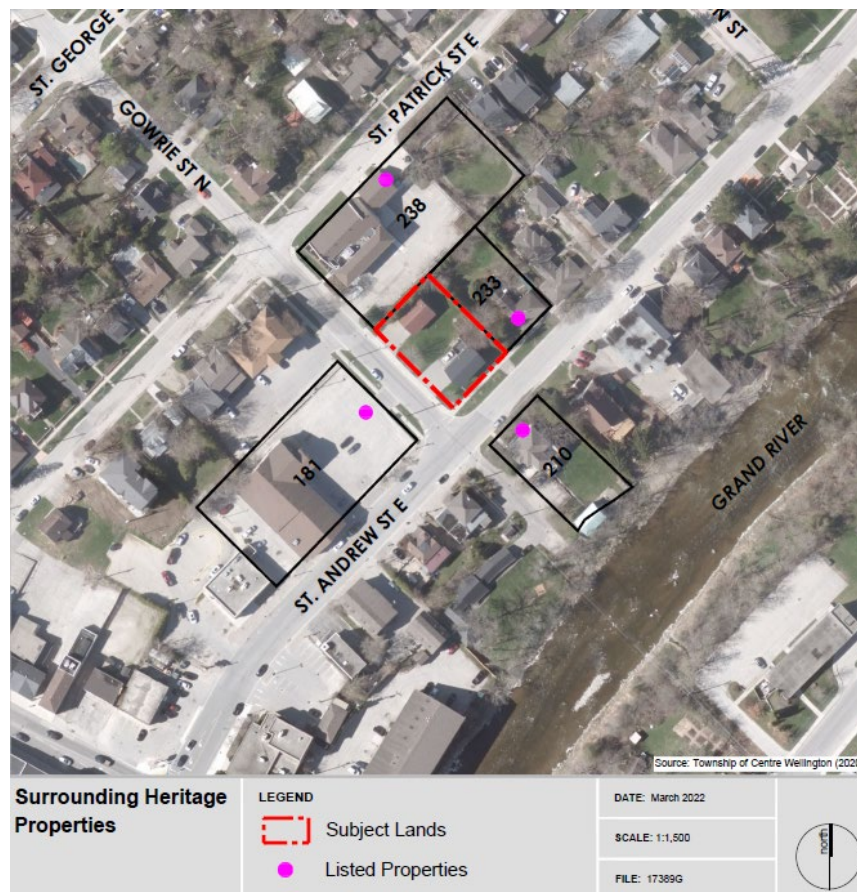 ST. GEORGE S
N ST
GOWRIE ST N
ST. PATRICK ST E
238
233
181
210
ST. ANDREW ST E
GRAND RIVER
Source: Township of Centre Wellington (2020
Surrounding Heritage
Properties
LEGEND
Subject Lands
Listed Properties
DATE: March 2022
SCALE: 1:1,500
FILE: 17389G
north